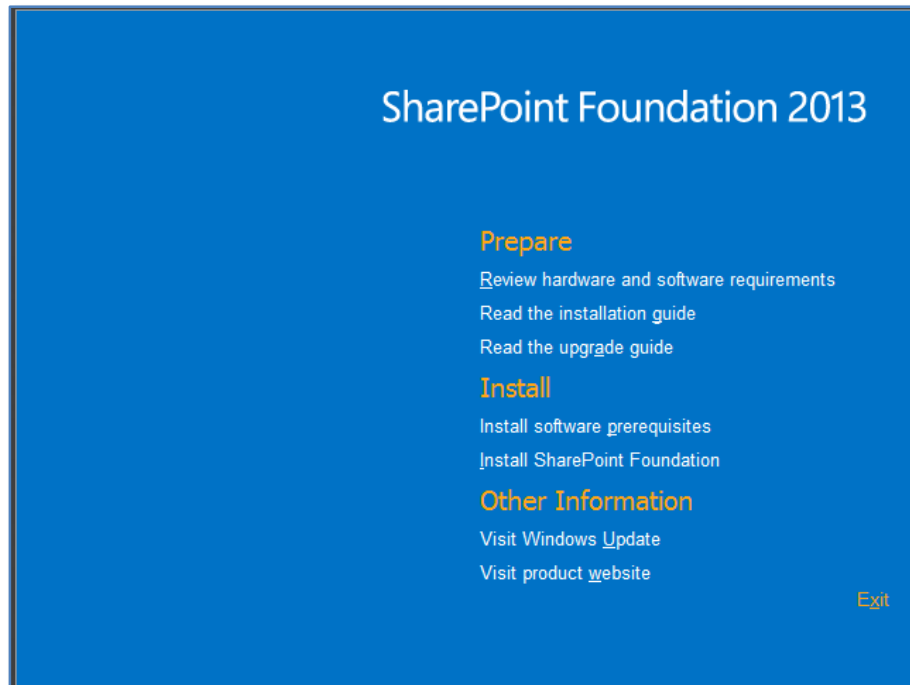 SharePoint Foundation 2013
Prepare
Review hardware and software requirements
Read the installation guide
Read the upgrade guide
Install
Install software prerequisites
Install SharePoint Foundation
Other Information
Visit Windows Update
Visit product website
Exit